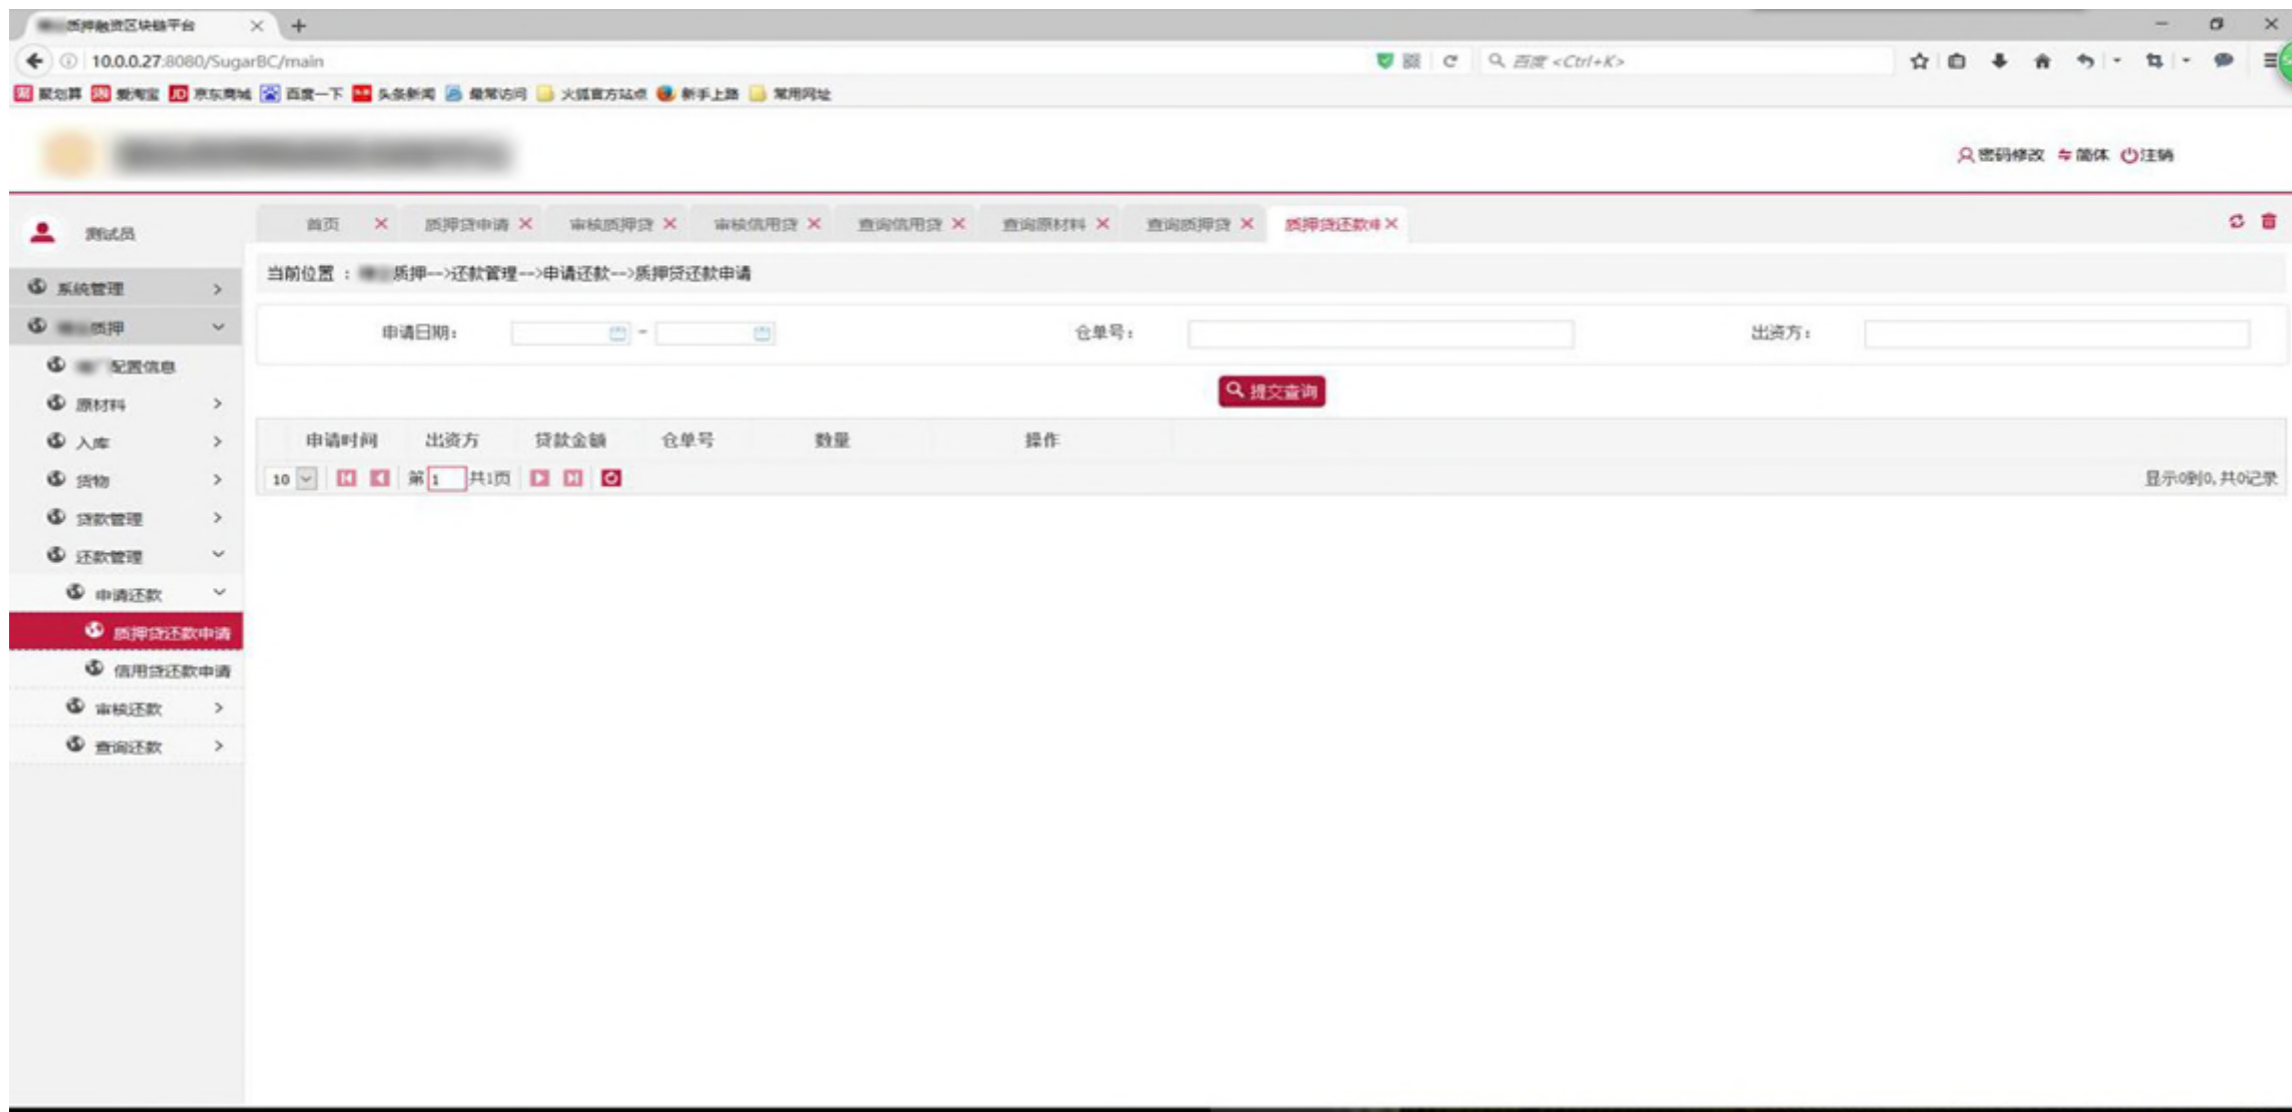 质押融资区块链平台
10.0.0.27:8080/SugarBC/main
百度 <Ctrl+K>
聚划算 爱淘宝 JD 京东商城 百度一下 头条新闻 最常访问 火狐官方站点 新手上路 常用网址
密码修改 简体 注销
测试员
首页 质押贷申请 审核质押贷 审核信用贷 查询信用贷 查询原材料 查询质押贷 质押贷还款申
当前位置 : 质押-->还款管理-->申请还款-->质押贷还款申请
系统管理
质押
配置信息
原材料
入库
货物
贷款管理
还款管理
申请还款
质押贷还款申请
信用贷还款申请
审核还款
查询还款
申请日期: - 仓单号: 出资方:
提交查询
申请时间 出资方 贷款金额 仓单号 数量 操作
10 第 1 共1页 显示0到0, 共0记录